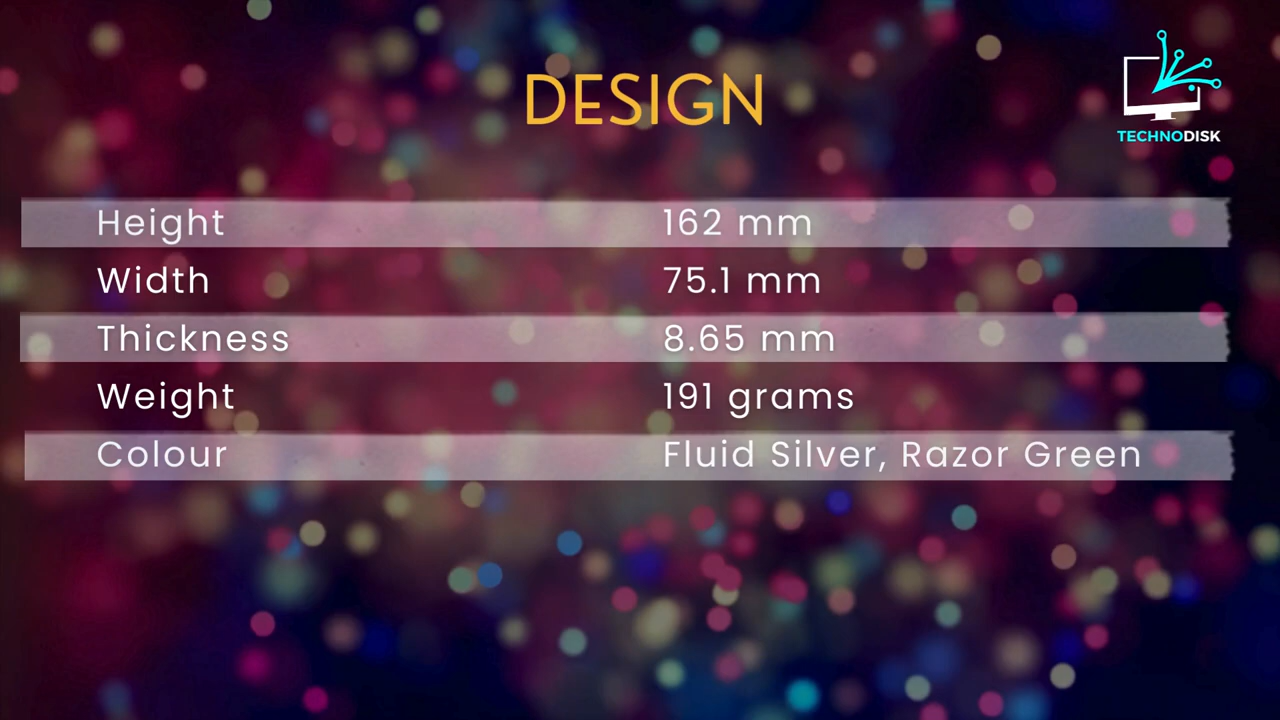 DESIGN
TECHNODISK
Height 162 mm
Width 75.1 mm
Thickness 8.65 mm
Weight 191 grams
Colour Fluid Silver, Razor Green